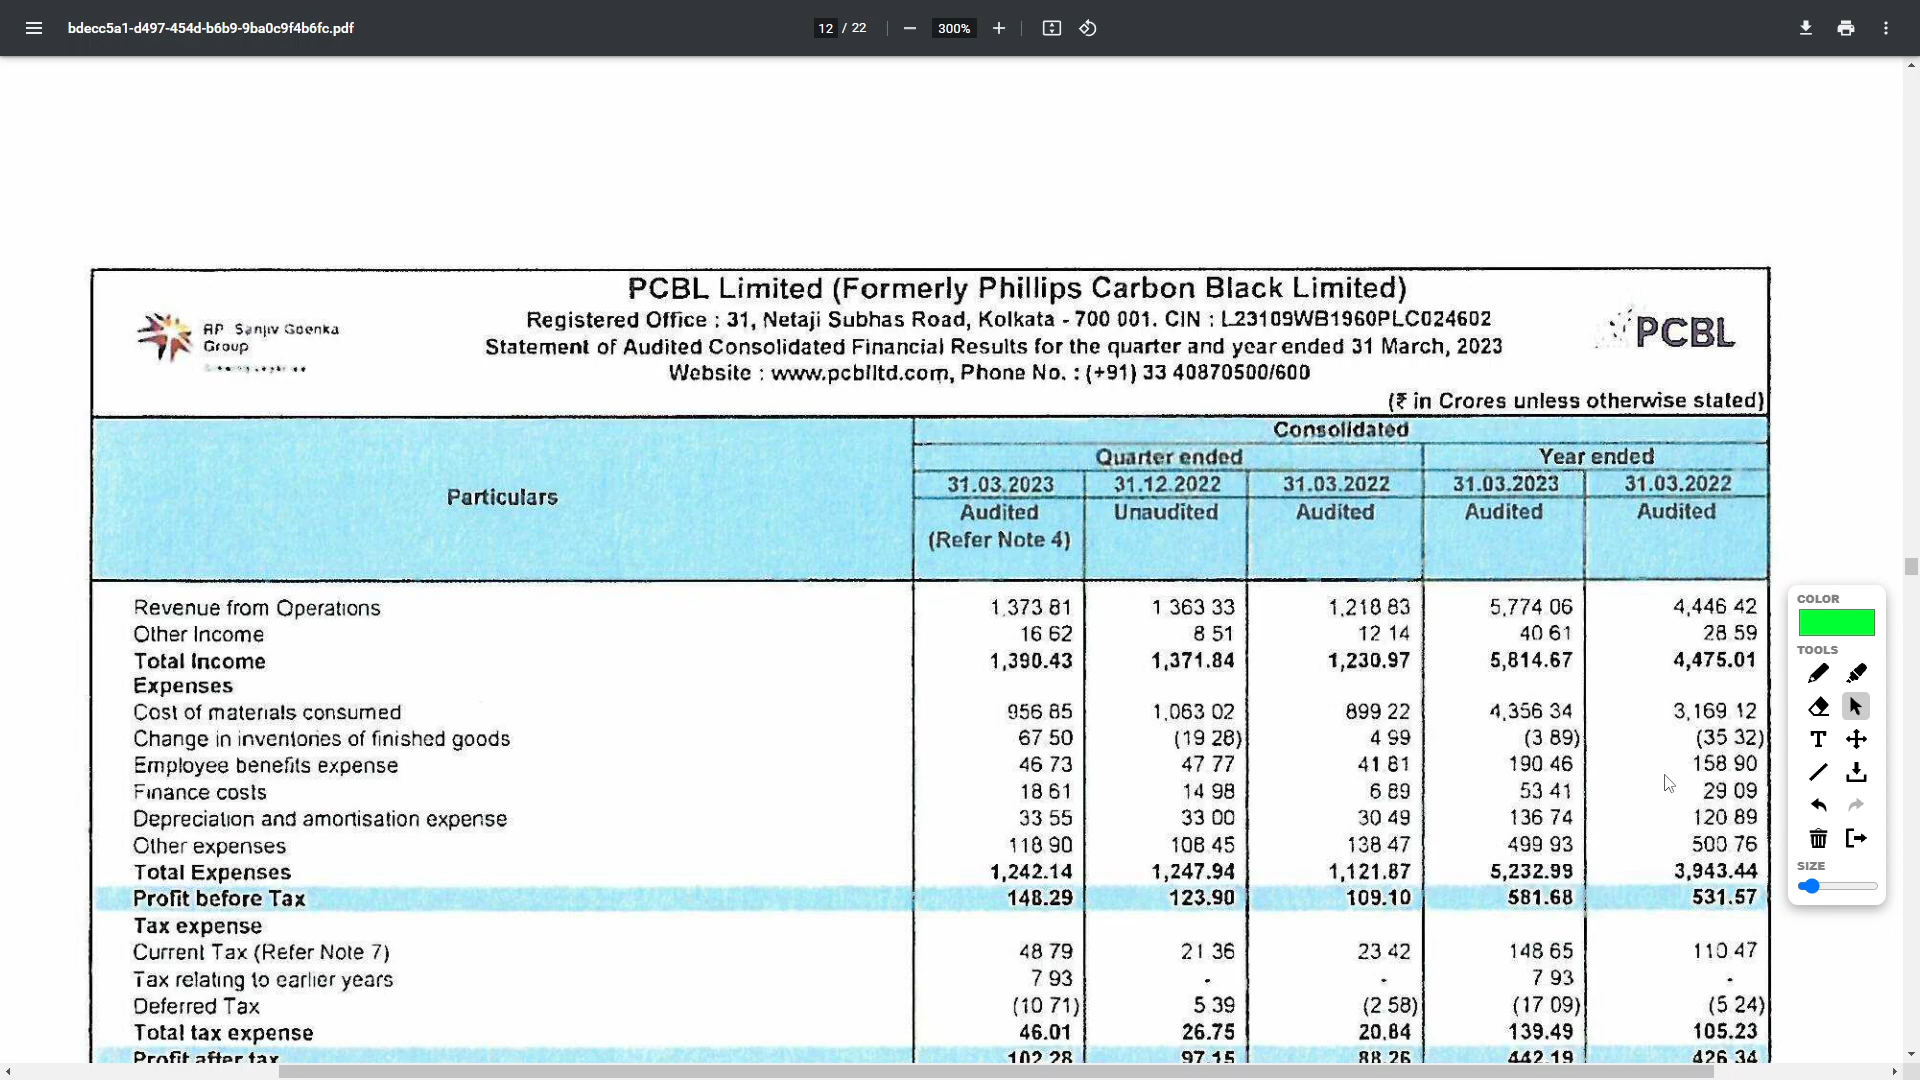 bdecc5a1-d497-454d-b6b9-9ba0c9f4b6fc.pdf 12 / 22 300%
PCBL Limited (Formerly Phillips Carbon Black Limited)
Registered Office : 31, Netaji Subhas Road, Kolkata - 700 001. CIN : L23109WB1960PLC024602
RP Sanjiv Goenka
Group
PCBL
Statement of Audited Consolidated Financial Results for the quarter and year ended 31 March, 2023
Website : www.pcblltd.com, Phone No. : (+91) 33 40870500/600
(₹ in Crores unless otherwise stated)
Consolidated
Quarter ended Year ended
Particulars 31.03.2023 31.12.2022 31.03.2022 31.03.2023 31.03.2022
Audited Unaudited Audited Audited Audited
(Refer Note 4)
Revenue from Operations 1,373 81 1 363 33 1,218 83 5,774 06 4,446 42
Other Income 16 62 8 51 12 14 40 61 28 59
Total Income 1,390.43 1,371.84 1,230.97 5,814.67 4,475.01
Expenses
Cost of materials consumed 956 85 1,063 02 899 22 4,356 34 3,169 12
Change in inventories of finished goods 67 50 (19 28) 4 99 (3 89) (35 32)
Employee benefits expense 46 73 47 77 41 81 190 46 158 90
Finance costs 18 61 14 98 6 89 53 41 29 09
Depreciation and amortisation expense 33 55 33 00 30 49 136 74 120 89
Other expenses 118 90 108 45 138 47 499 93 500 76
Total Expenses 1,242.14 1,247.94 1,121.87 5,232.99 3,943.44
Profit before Tax 148.29 123.90 109.10 581.68 531.57
Tax expense
Current Tax (Refer Note 7) 48 79 21 36 23 42 148 65 110 47
Tax relating to earlier years 7 93 - - 7 93 -
Deferred Tax (10 71) 5 39 (2 58) (17 09) (5 24)
Total tax expense 46.01 26.75 20.84 139.49 105.23
Profit after tax 102.28 97.15 88.26 442.19 426.34
COLOR
TOOLS
T
SIZE